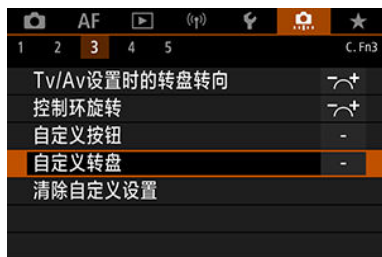 AF
1 2 3 4 5 C.Fn3
Tv/Av设置时的转盘转向 -⌒+
控制环旋转 -⌒+
自定义按钮 -
自定义转盘 -
清除自定义设置